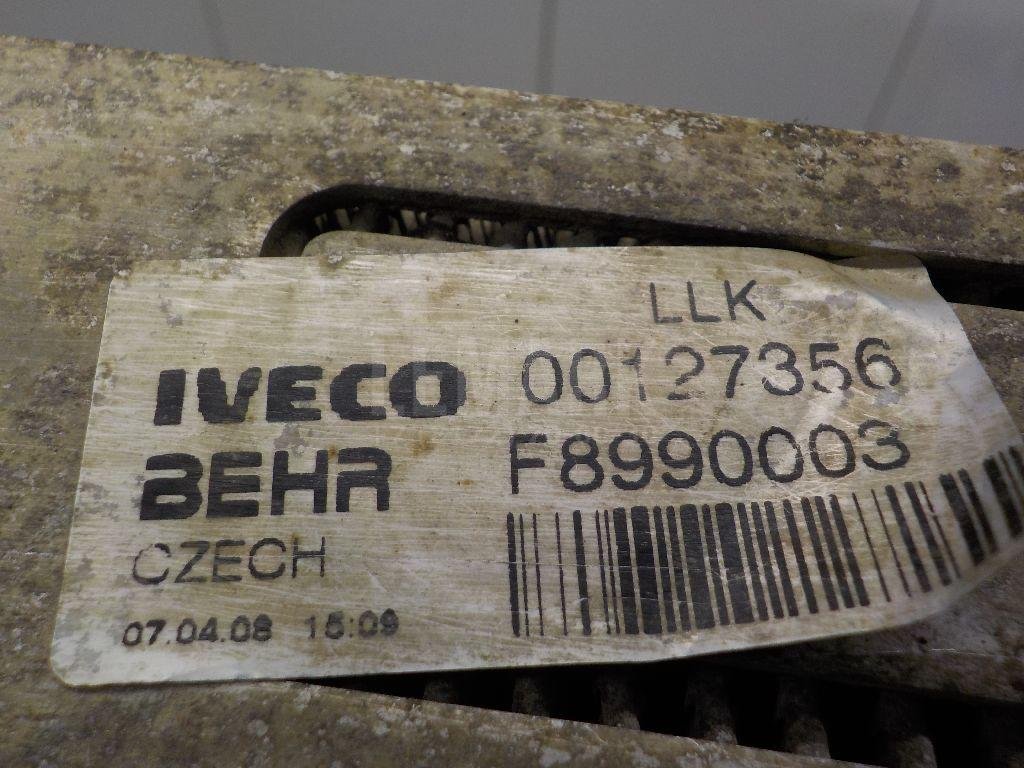 LLK
IVECO 00127356
BEHR F8990003
CZECH
07.04.08 15:09